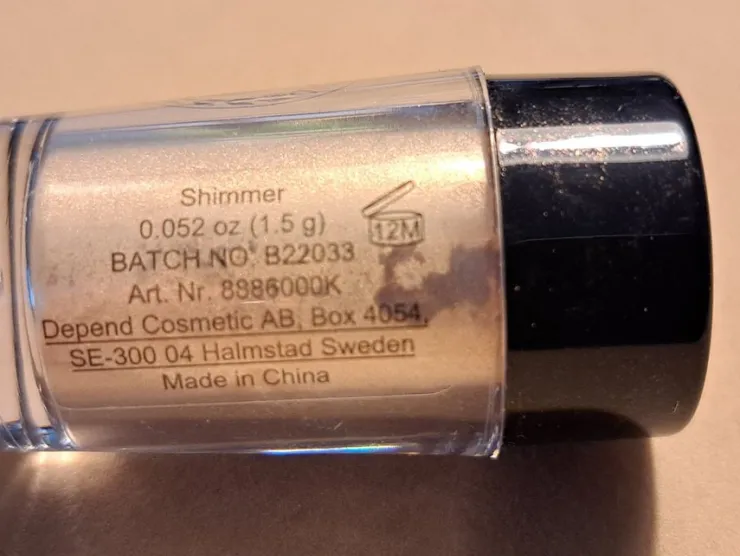 Shimmer
0.052 oz (1.5 g)
12M
BATCH NO: B22033
Art. Nr. 8886000K
Depend Cosmetic AB, Box 4054,
SE-300 04 Halmstad Sweden
Made in China